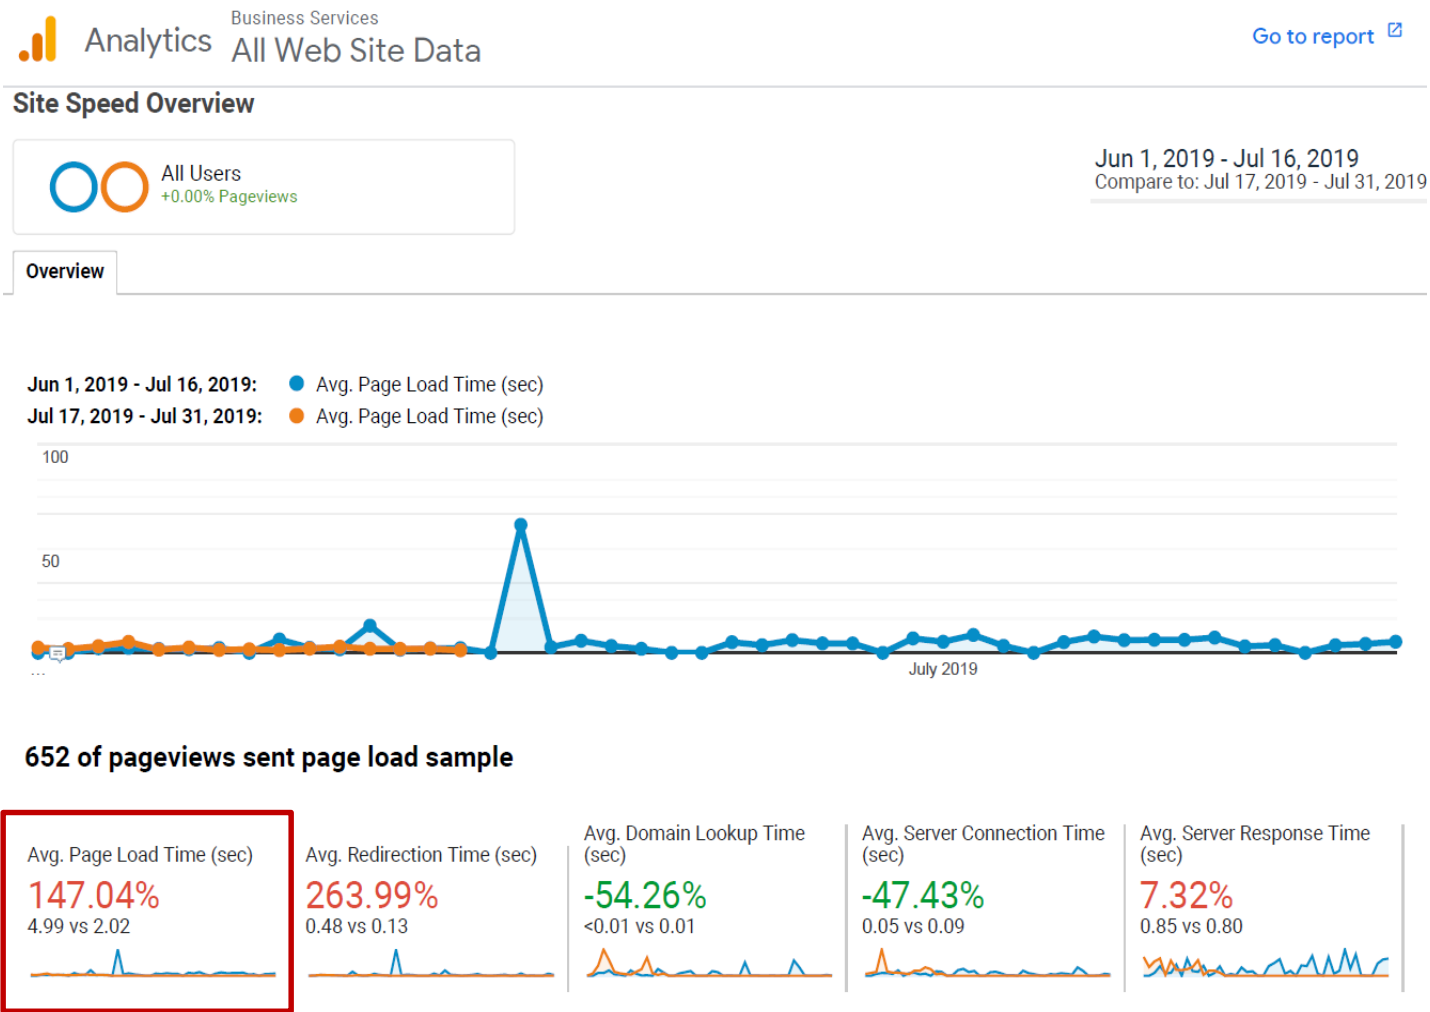 Business Services
Analytics
All Web Site Data
Go to report
Site Speed Overview
All Users
+0.00% Pageviews
Jun 1, 2019 - Jul 16, 2019
Compare to: Jul 17, 2019 - Jul 31, 2019
Overview
Jun 1, 2019 - Jul 16, 2019: Avg. Page Load Time (sec)
Jul 17, 2019 - Jul 31, 2019: Avg. Page Load Time (sec)
100
50
...
July 2019
652 of pageviews sent page load sample
Avg. Page Load Time (sec)
147.04%
4.99 vs 2.02
Avg. Redirection Time (sec)
263.99%
0.48 vs 0.13
Avg. Domain Lookup Time
(sec)
-54.26%
<0.01 vs 0.01
Avg. Server Connection Time
(sec)
-47.43%
0.05 vs 0.09
Avg. Server Response Time
(sec)
7.32%
0.85 vs 0.80